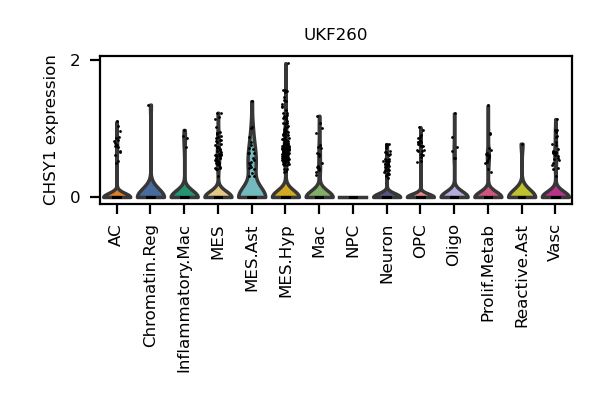 UKF260
CHSY1 expression
2
0
AC
Chromatin.Reg
Inflammatory.Mac
MES
MES.Ast
MES.Hyp
Mac
NPC
Neuron
OPC
Oligo
Prolif.Metab
Reactive.Ast
Vasc